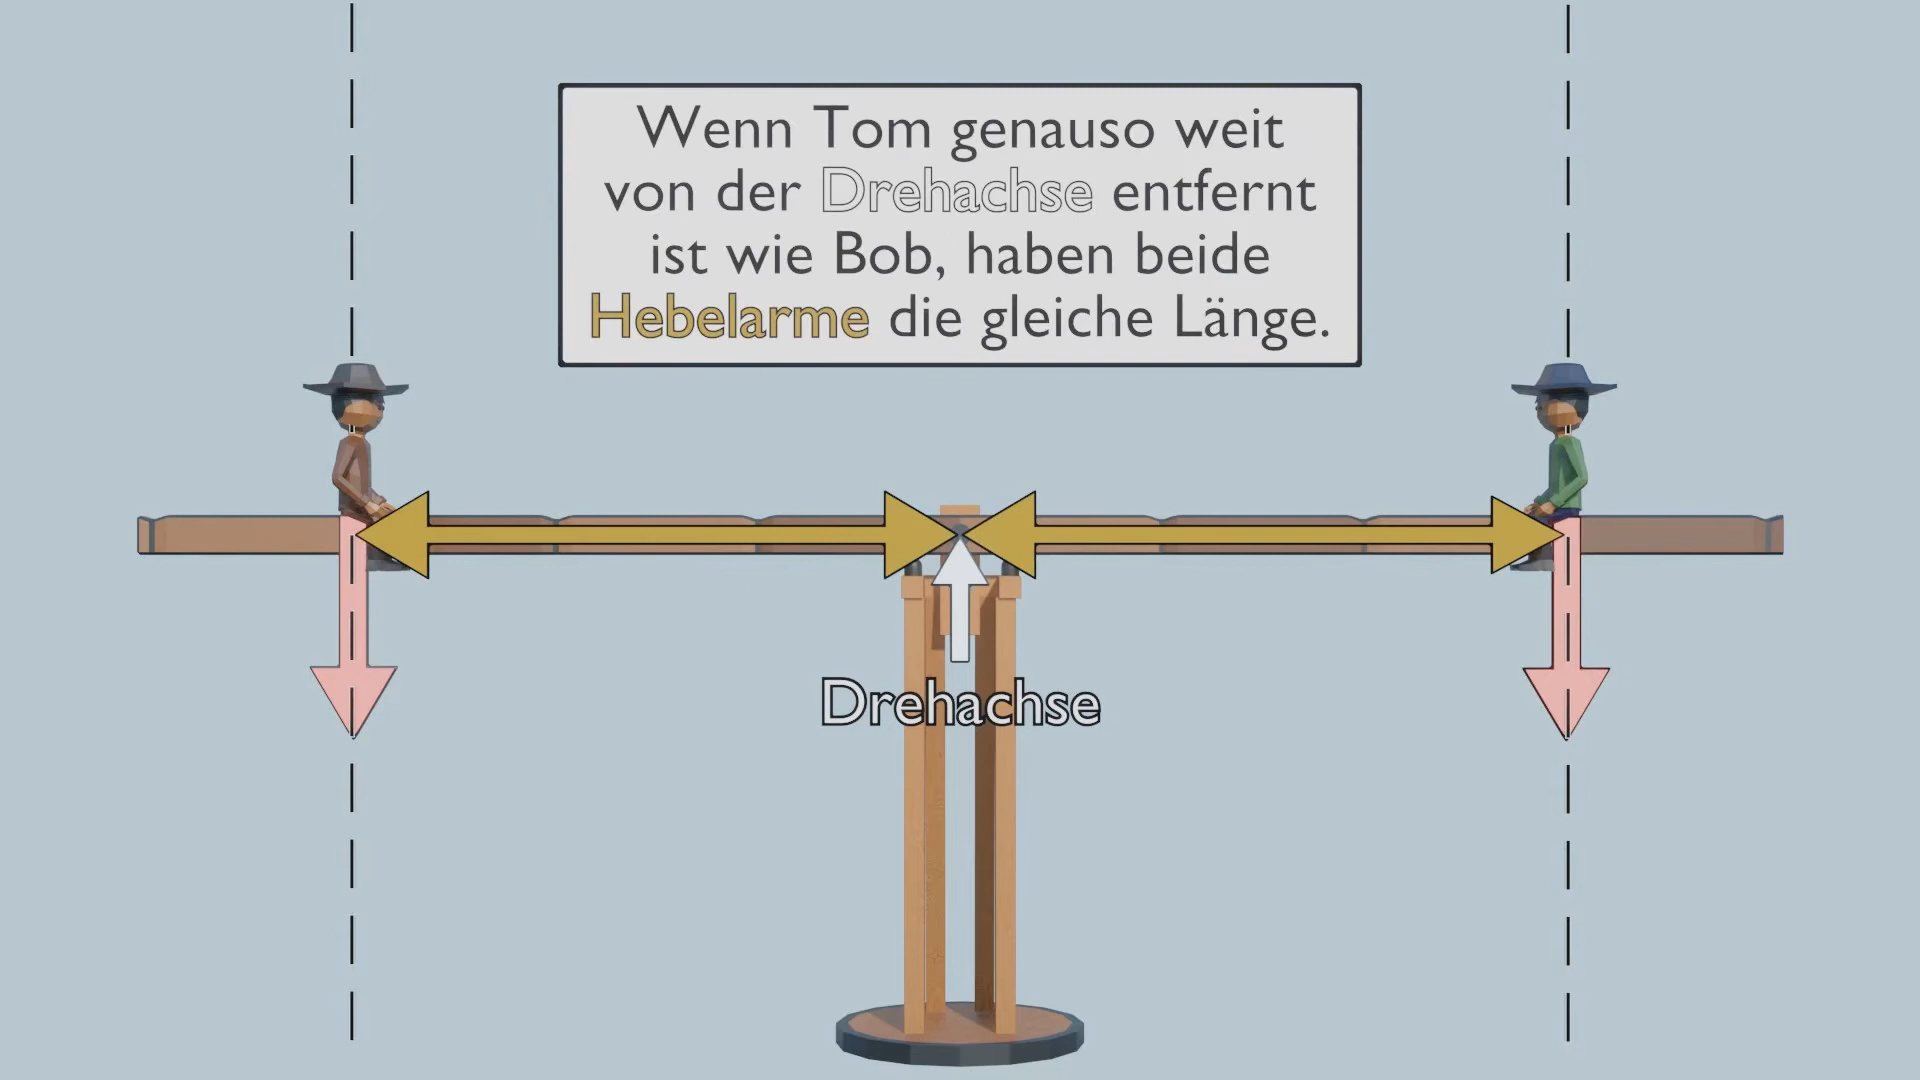 Wenn Tom genauso weit
von der Drehachse entfernt
ist wie Bob, haben beide
Hebelarme die gleiche Länge.
Drehachse